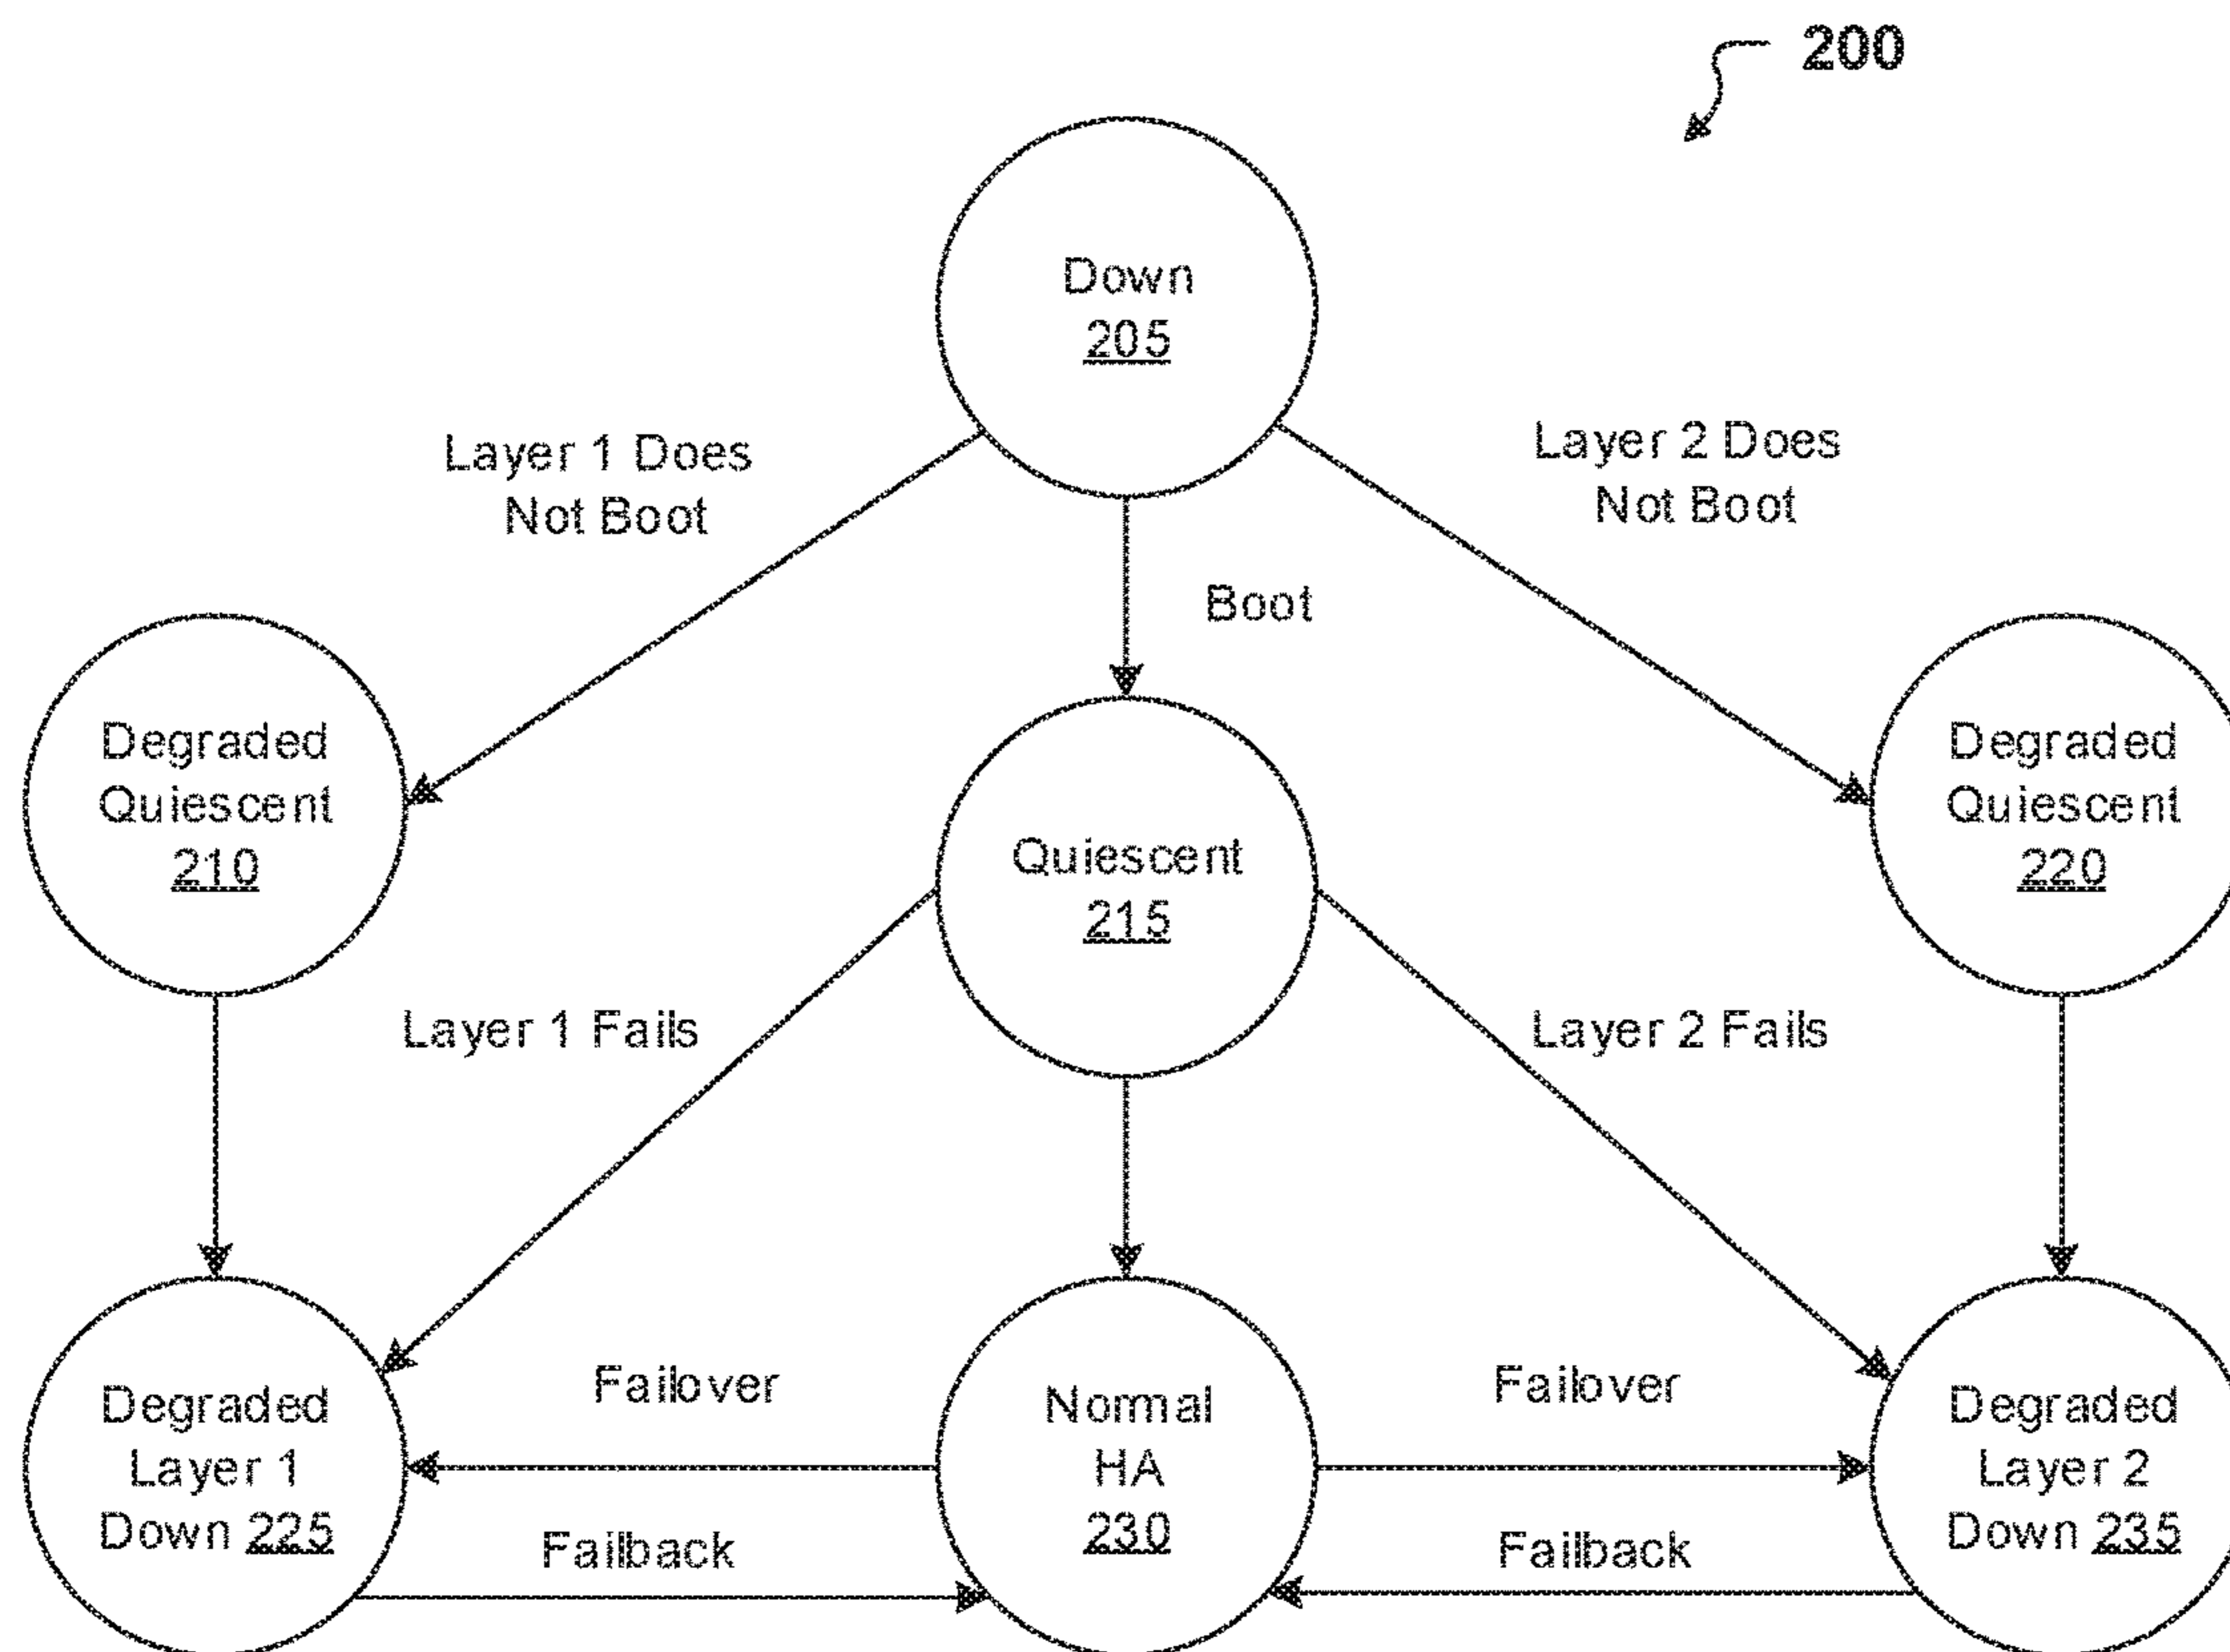 200
Down
205
Layer 1 Does
Not Boot
Layer 2 Does
Not Boot
Boot
Degraded
Quiescent
210
Quiescent
215
Degraded
Quiescent
220
Layer 1 Fails
Layer 2 Fails
Degraded
Layer 1
Down 225
Failover
Failback
Normal
HA
230
Failover
Failback
Degraded
Layer 2
Down 235